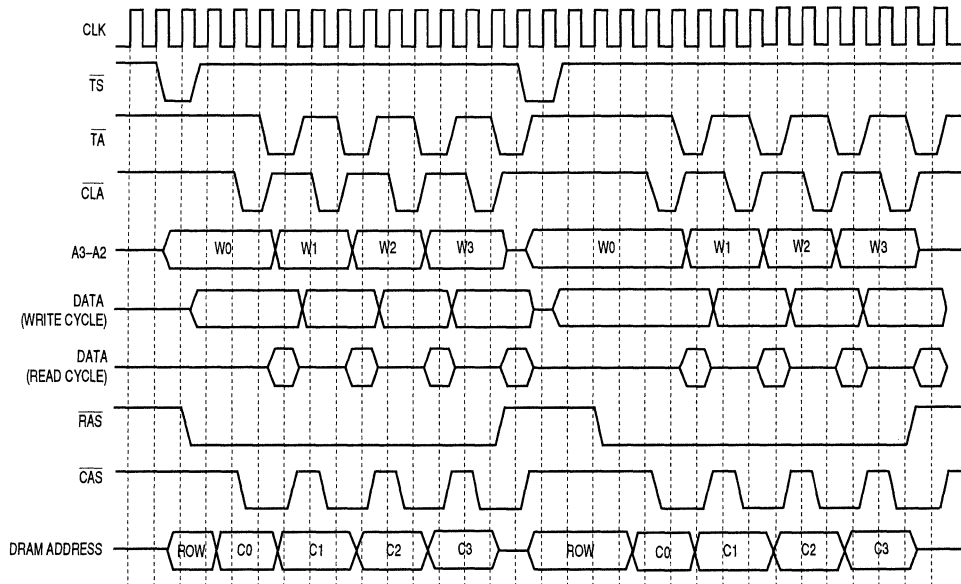 CLK
TS
TA
CLA
A3–A2 W0 W1 W2 W3 W0 W1 W2 W3
DATA
(WRITE CYCLE)
DATA
(READ CYCLE)
RAS
CAS
DRAM ADDRESS ROW C0 C1 C2 C3 ROW C0 C1 C2 C3